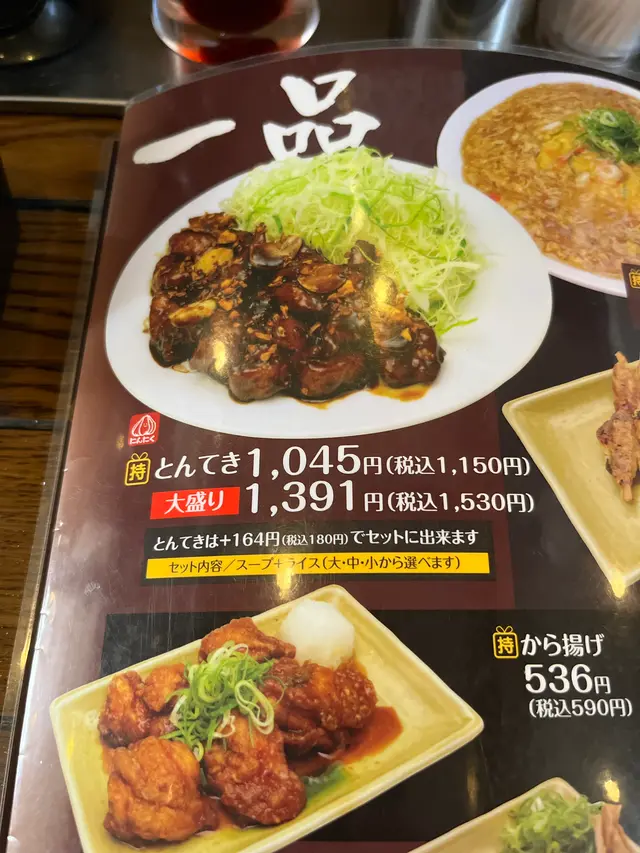 一品
にんにく
持 とんてき 1,045円(税込1,150円)
大盛り 1,391円(税込1,530円)
とんてきは+164円(税込180円)でセットに出来ます
セット内容/スープ+ライス(大・中・小から選べます)
持 から揚げ
536円
(税込590円)